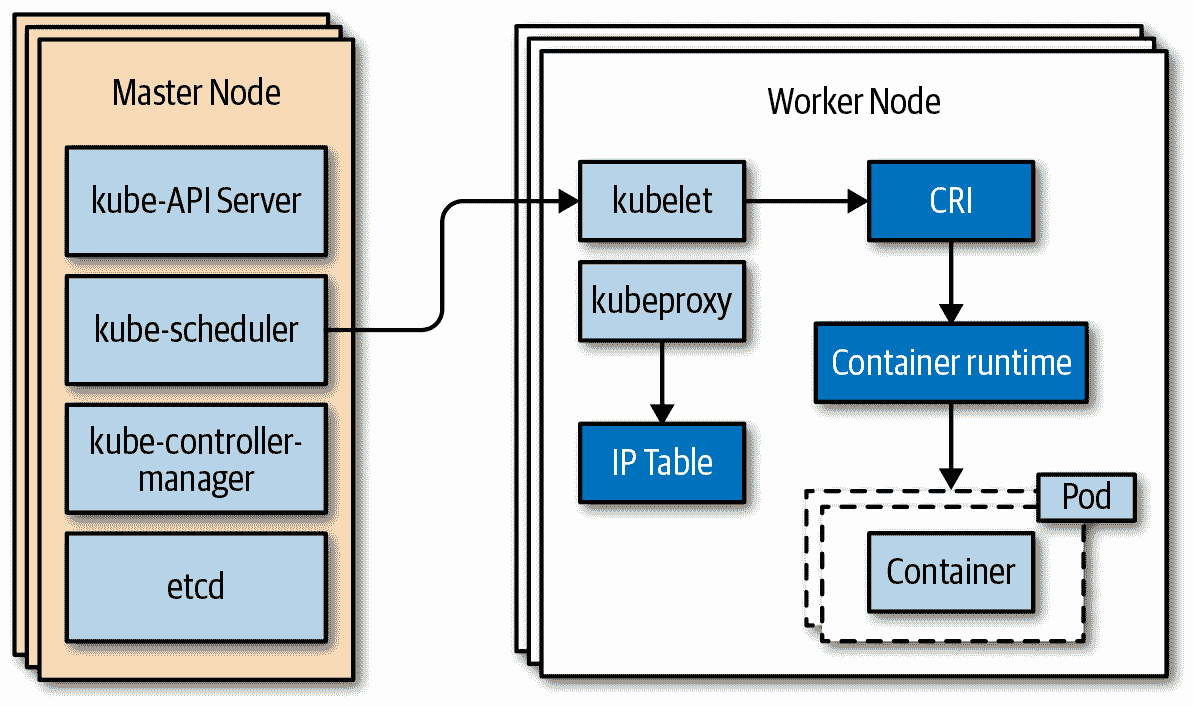 Master Node
kube-API Server
kube-scheduler
kube-controller-
manager
etcd
Worker Node
kubelet
CRI
kubeproxy
Container runtime
IP Table
Pod
Container